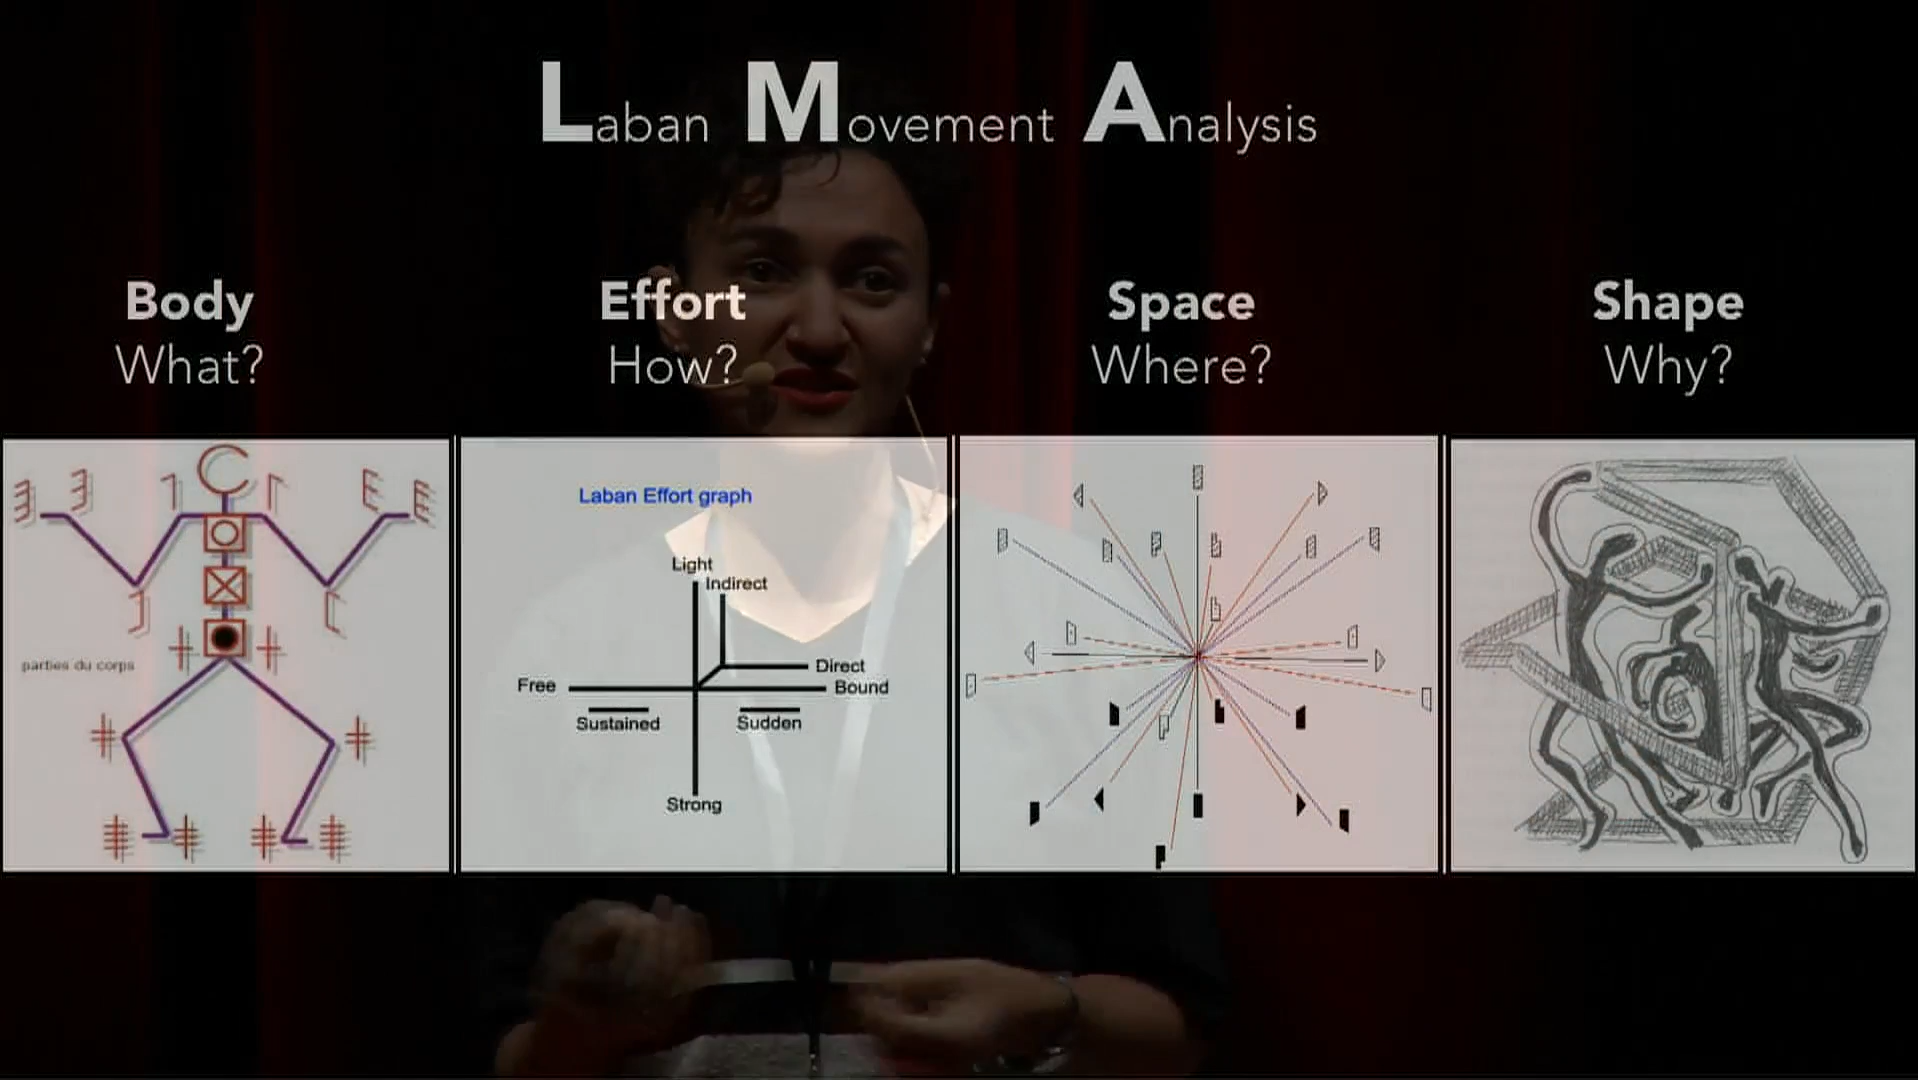 Laban Movement Analysis
Body
What?
Effort
How?
Space
Where?
Shape
Why?
parties du corps
Laban Effort graph
Light
Indirect
Direct
Free
Bound
Sustained
Sudden
Strong